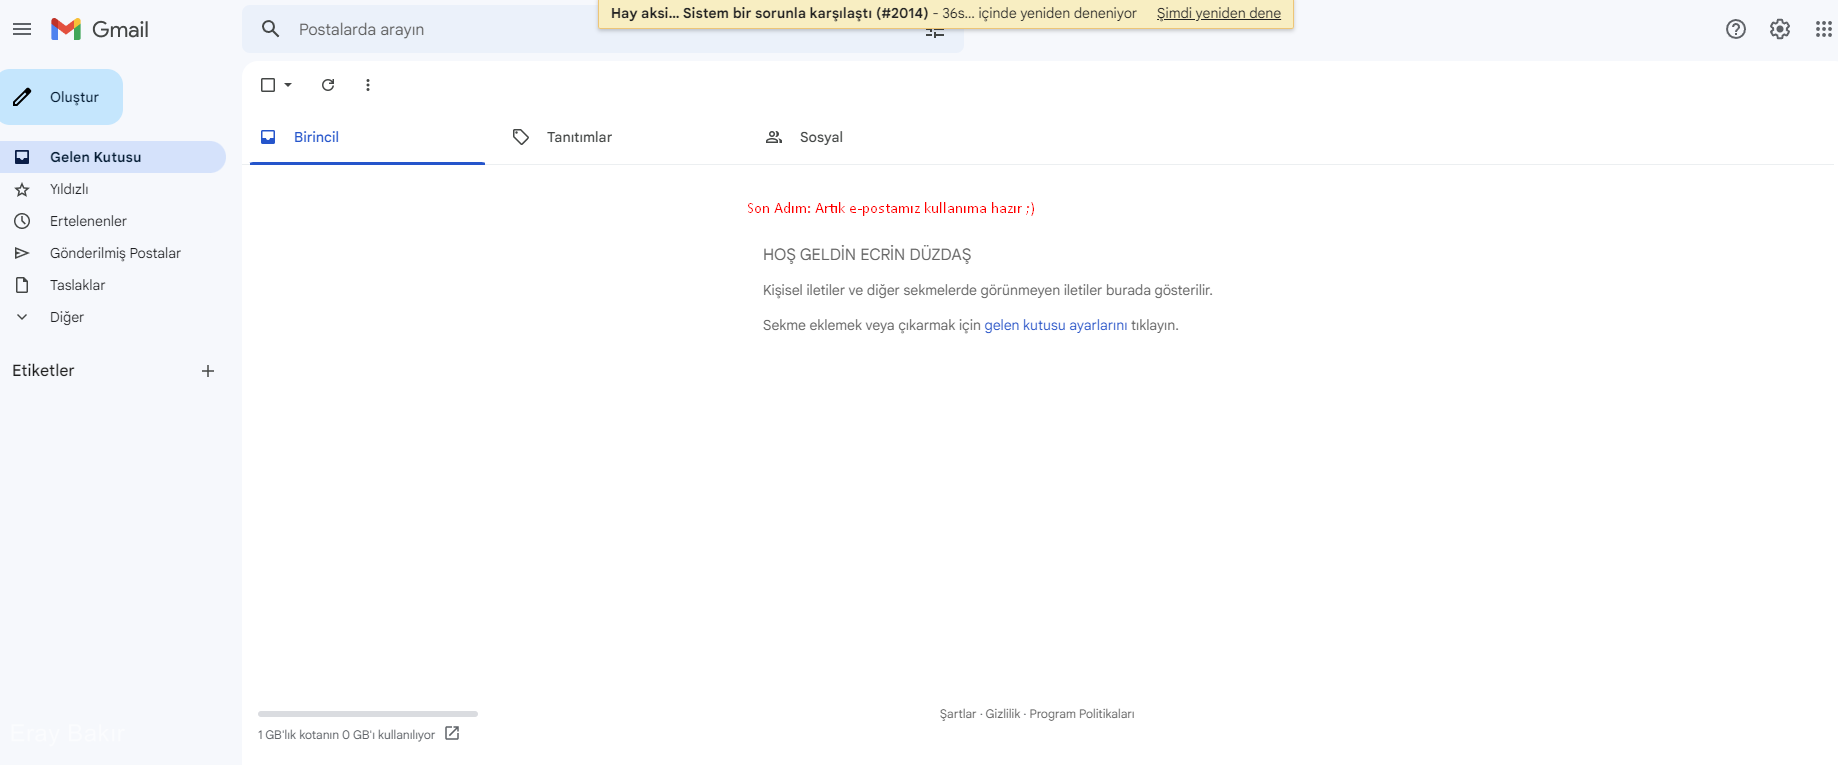 Hay aksi... Sistem bir sorunla karşılaştı (#2014) - 36s... içinde yeniden deneniyor Şimdi yeniden dene
Gmail
Postalarda arayın
Oluştur
Gelen Kutusu
Yıldızlı
Ertelenenler
Gönderilmiş Postalar
Taslaklar
Diğer
Etiketler
Birincil
Tanıtımlar
Sosyal
Son Adım: Artık e-postamız kullanıma hazır ;)
HOŞ GELDİN ECRİN DÜZDAŞ
Kişisel iletiler ve diğer sekmelerde görünmeyen iletiler burada gösterilir.
Sekme eklemek veya çıkarmak için gelen kutusu ayarlarını tıklayın.
Şartlar · Gizlilik · Program Politikaları
1 GB'lık kotanın 0 GB'ı kullanılıyor
Eray Bakır